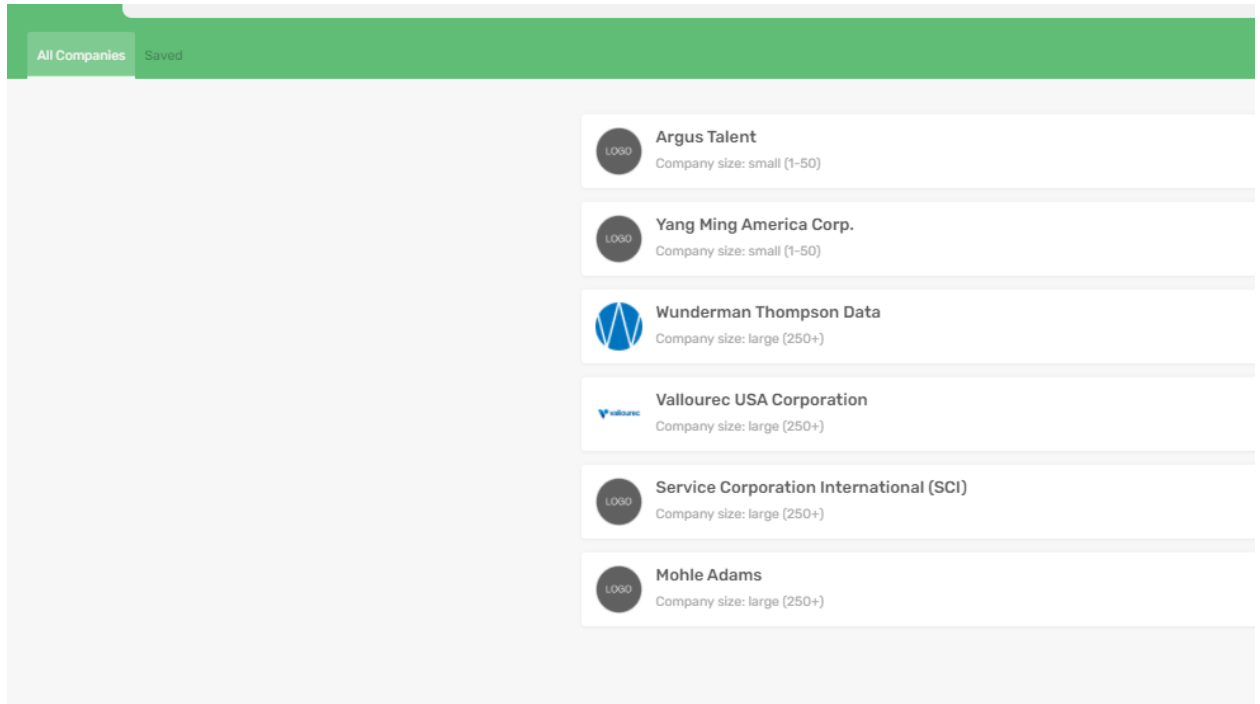 All Companies
Saved
LOGO
Argus Talent
Company size: small (1-50)
LOGO
Yang Ming America Corp.
Company size: small (1-50)
Wunderman Thompson Data
Company size: large (250+)
vallourec
Vallourec USA Corporation
Company size: large (250+)
LOGO
Service Corporation International (SCI)
Company size: large (250+)
LOGO
Mohle Adams
Company size: large (250+)